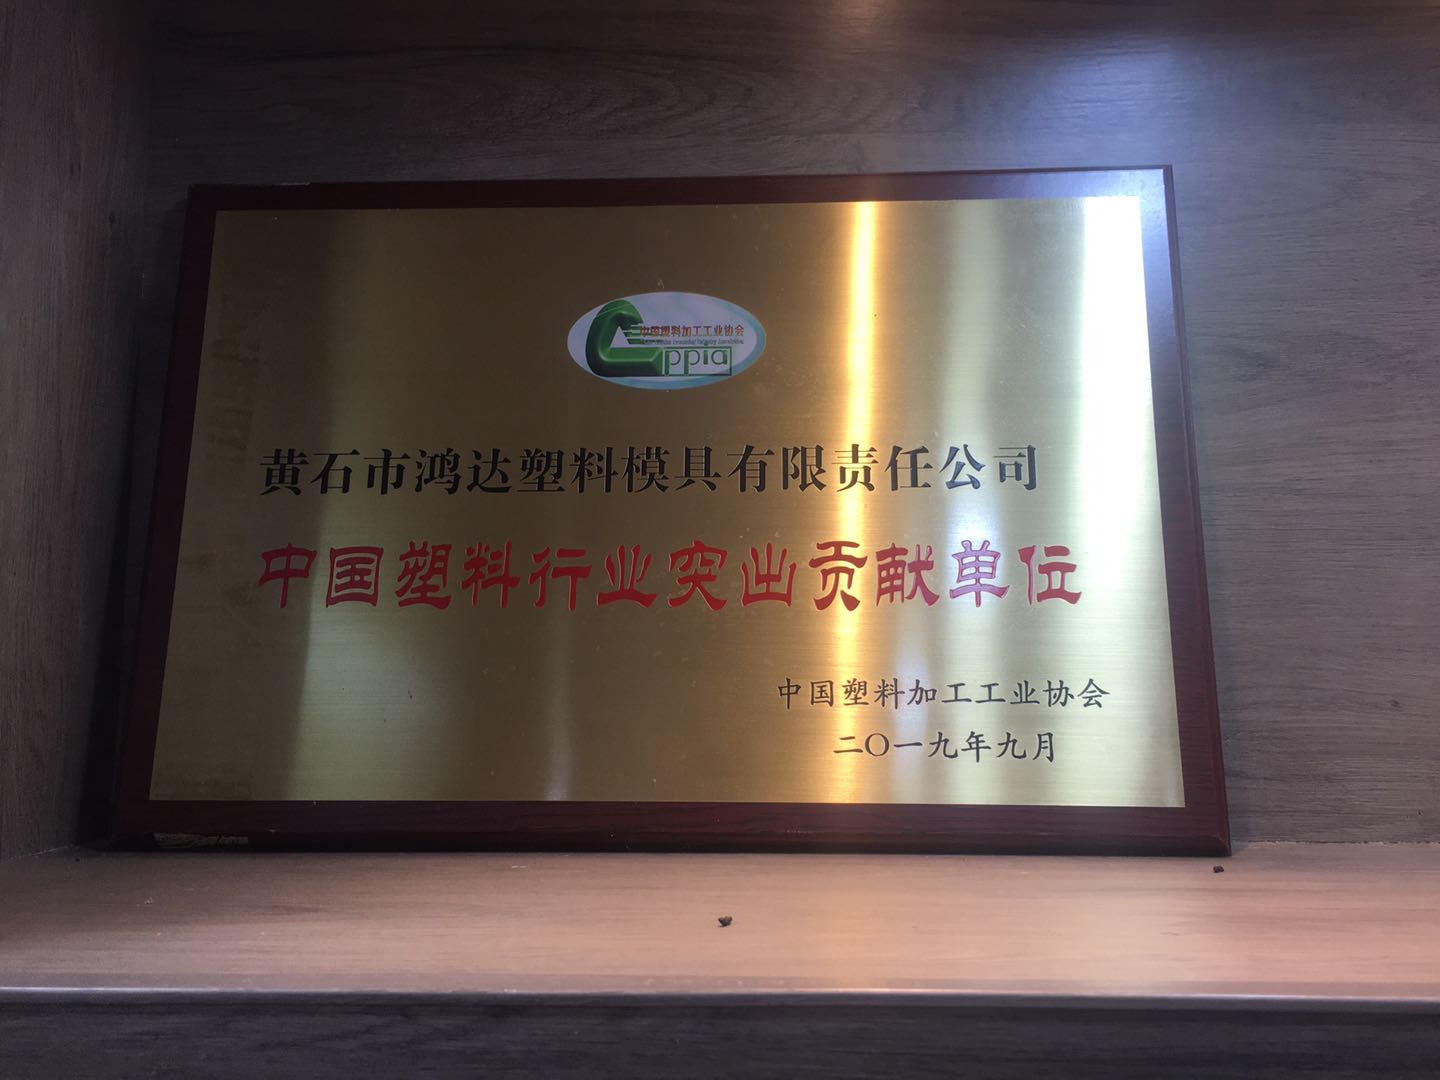 中国塑料加工工业协会
cppia
黄石市鸿达塑料模具有限责任公司
中国塑料行业突出贡献单位
中国塑料加工工业协会
二〇一九年九月